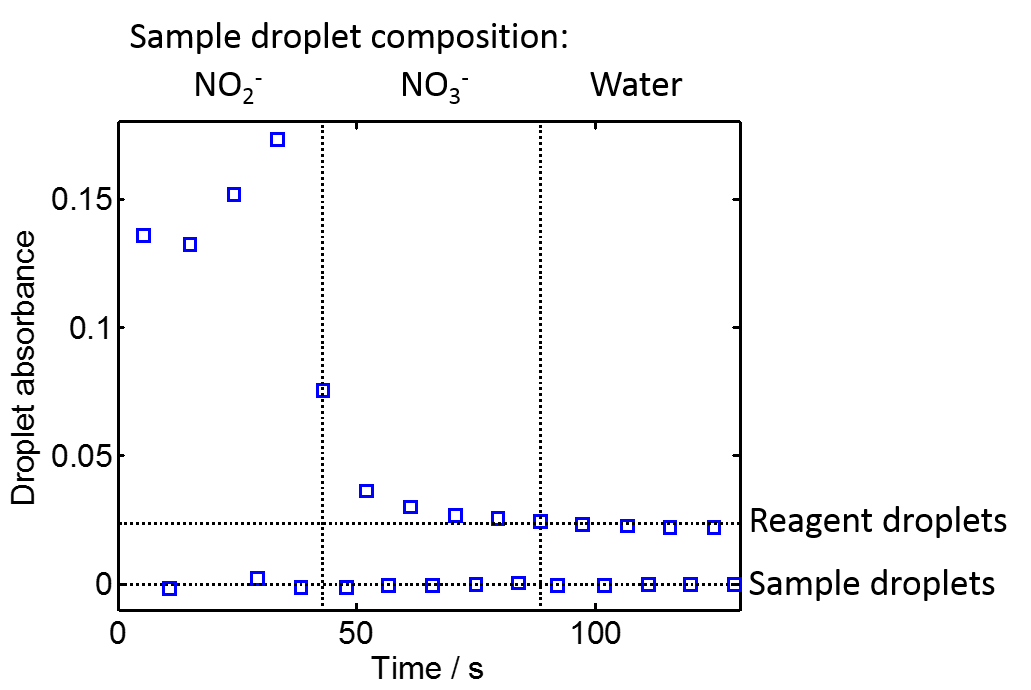 Sample droplet composition:
NO₂⁻ NO₃⁻ Water
0.15
0.1
0.05
0
Droplet absorbance
Reagent droplets
Sample droplets
0 50 100
Time / s